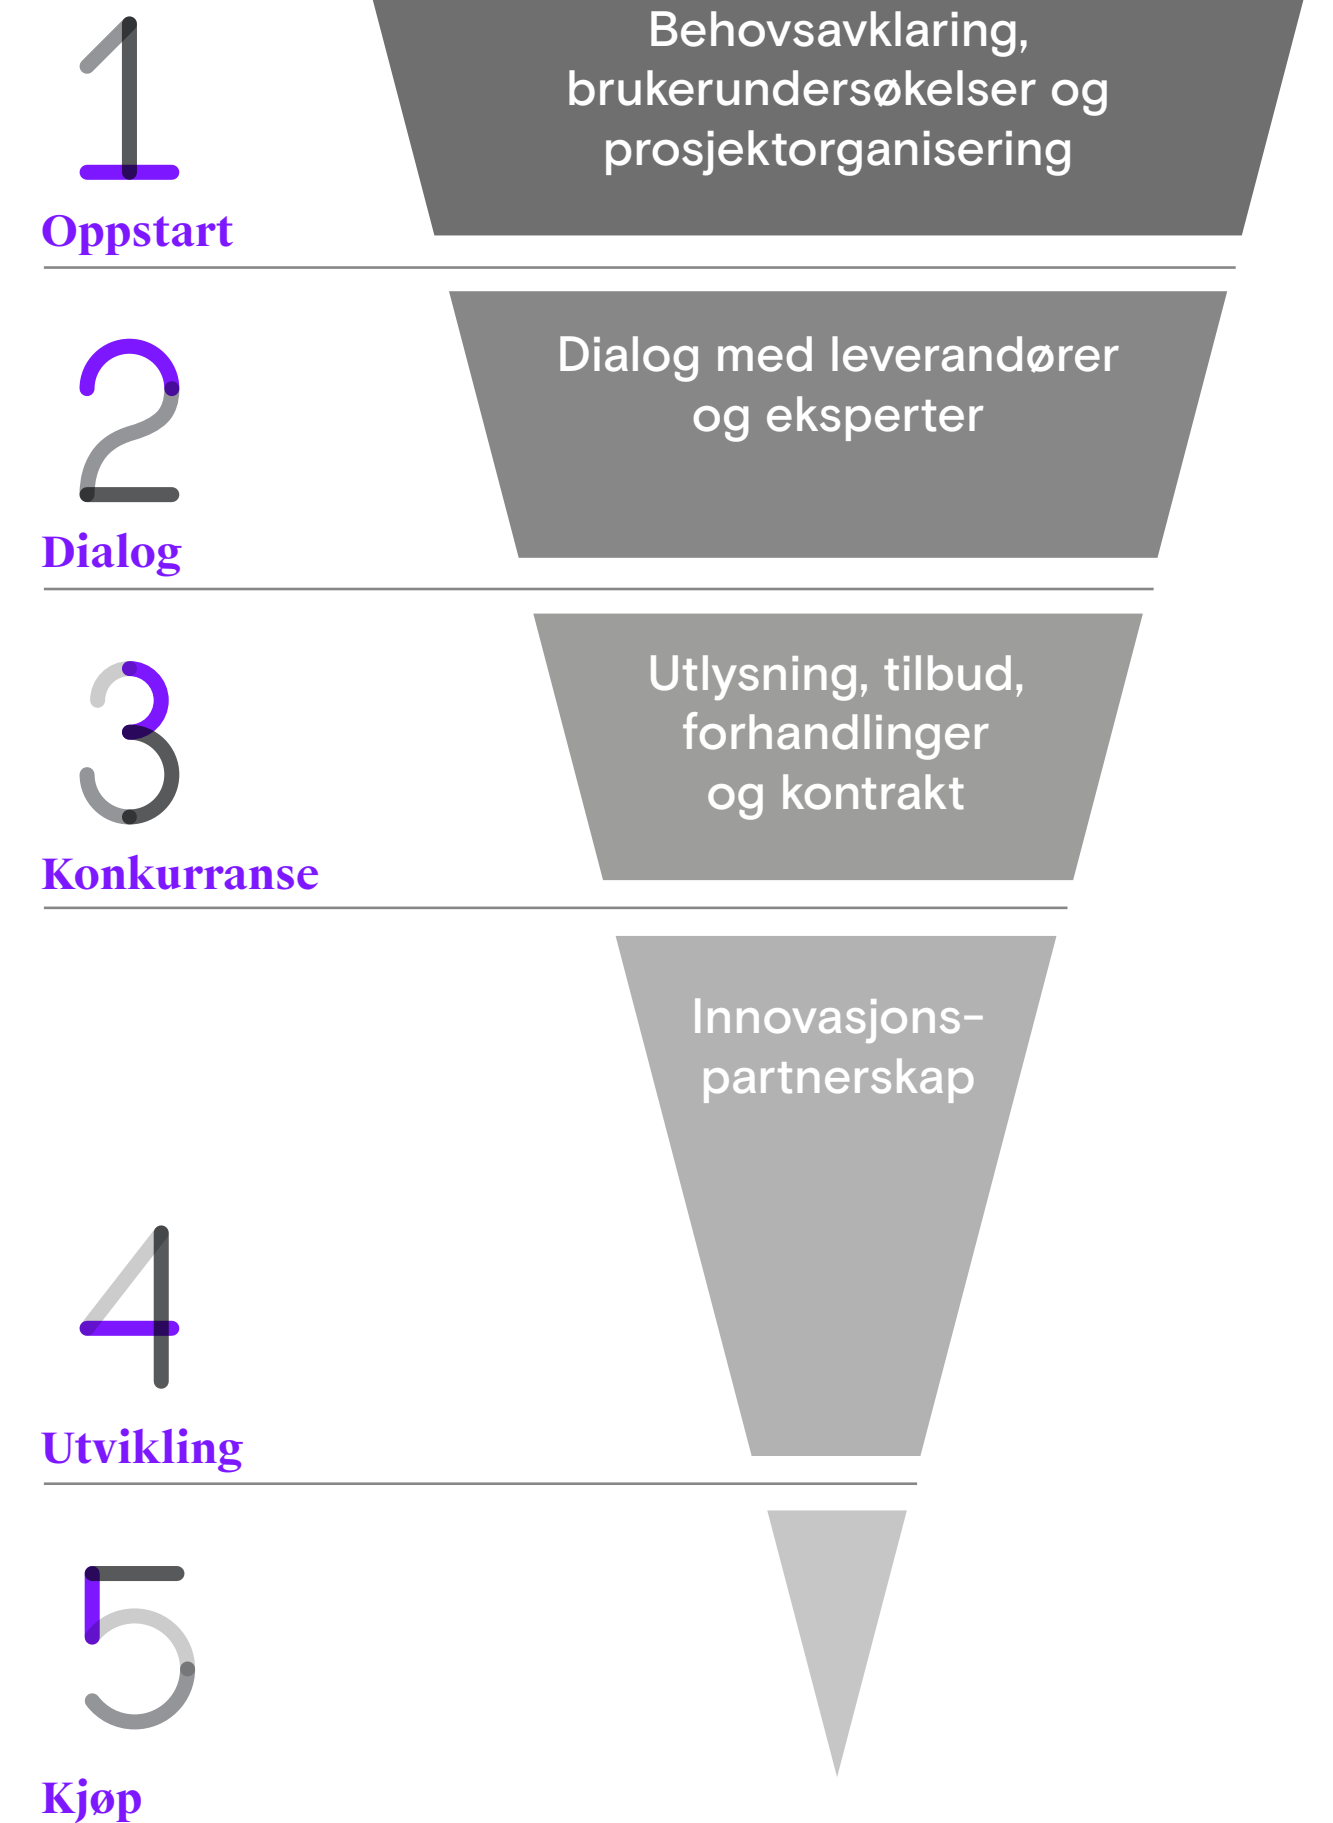 1
Oppstart
Behovsavklaring,
brukerundersøkelser og
prosjektorganisering
2
Dialog
Dialog med leverandører
og eksperter
3
Konkurranse
Utlysning, tilbud,
forhandlinger
og kontrakt
4
Utvikling
Innovasjons-
partnerskap
5
Kjøp